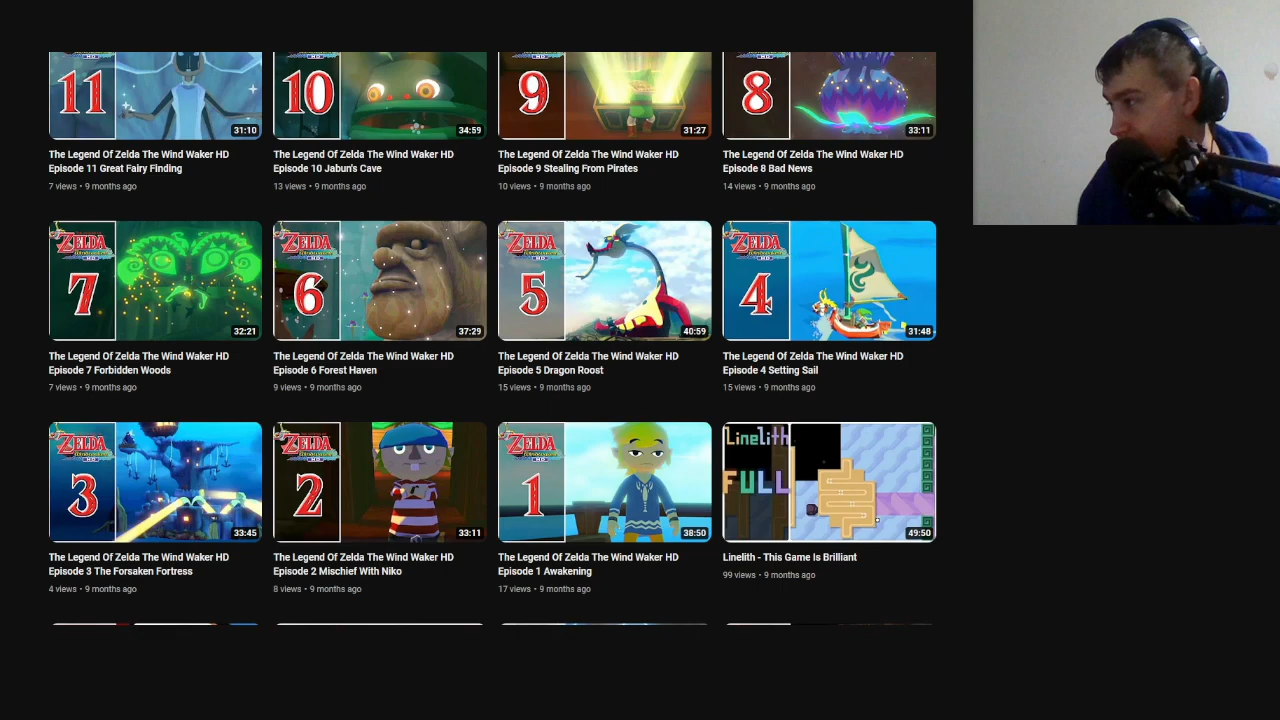 11
31:10
10
34:59
9
31:27
8
33:11
The Legend Of Zelda The Wind Waker HD
Episode 11 Great Fairy Finding
7 views • 9 months ago
The Legend Of Zelda The Wind Waker HD
Episode 10 Jabun's Cave
13 views • 9 months ago
The Legend Of Zelda The Wind Waker HD
Episode 9 Stealing From Pirates
10 views • 9 months ago
The Legend Of Zelda The Wind Waker HD
Episode 8 Bad News
14 views • 9 months ago
ZELDA
7
32:21
ZELDA
6
37:29
ZELDA
5
40:59
ZELDA
4
31:48
The Legend Of Zelda The Wind Waker HD
Episode 7 Forbidden Woods
7 views • 9 months ago
The Legend Of Zelda The Wind Waker HD
Episode 6 Forest Haven
9 views • 9 months ago
The Legend Of Zelda The Wind Waker HD
Episode 5 Dragon Roost
15 views • 9 months ago
The Legend Of Zelda The Wind Waker HD
Episode 4 Setting Sail
15 views • 9 months ago
ZELDA
3
33:45
ZELDA
2
33:11
ZELDA
1
38:50
Linelith
FULL
49:50
The Legend Of Zelda The Wind Waker HD
Episode 3 The Forsaken Fortress
4 views • 9 months ago
The Legend Of Zelda The Wind Waker HD
Episode 2 Mischief With Niko
8 views • 9 months ago
The Legend Of Zelda The Wind Waker HD
Episode 1 Awakening
17 views • 9 months ago
Linelith - This Game Is Brilliant
99 views • 9 months ago